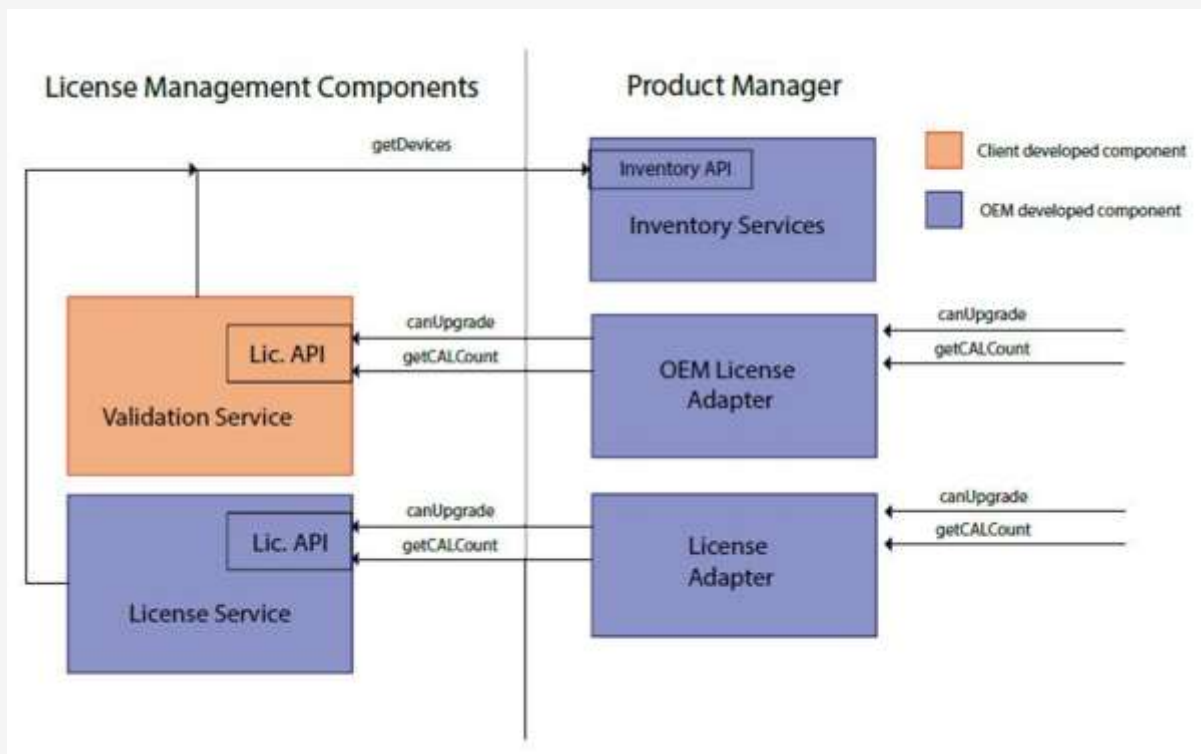 License Management Components
Product Manager
getDevices
Inventory API
Inventory Services
Client developed component
OEM developed component
Lic. API
Validation Service
canUpgrade
getCALCount
OEM License
Adapter
canUpgrade
getCALCount
Lic. API
License Service
canUpgrade
getCALCount
License
Adapter
canUpgrade
getCALCount